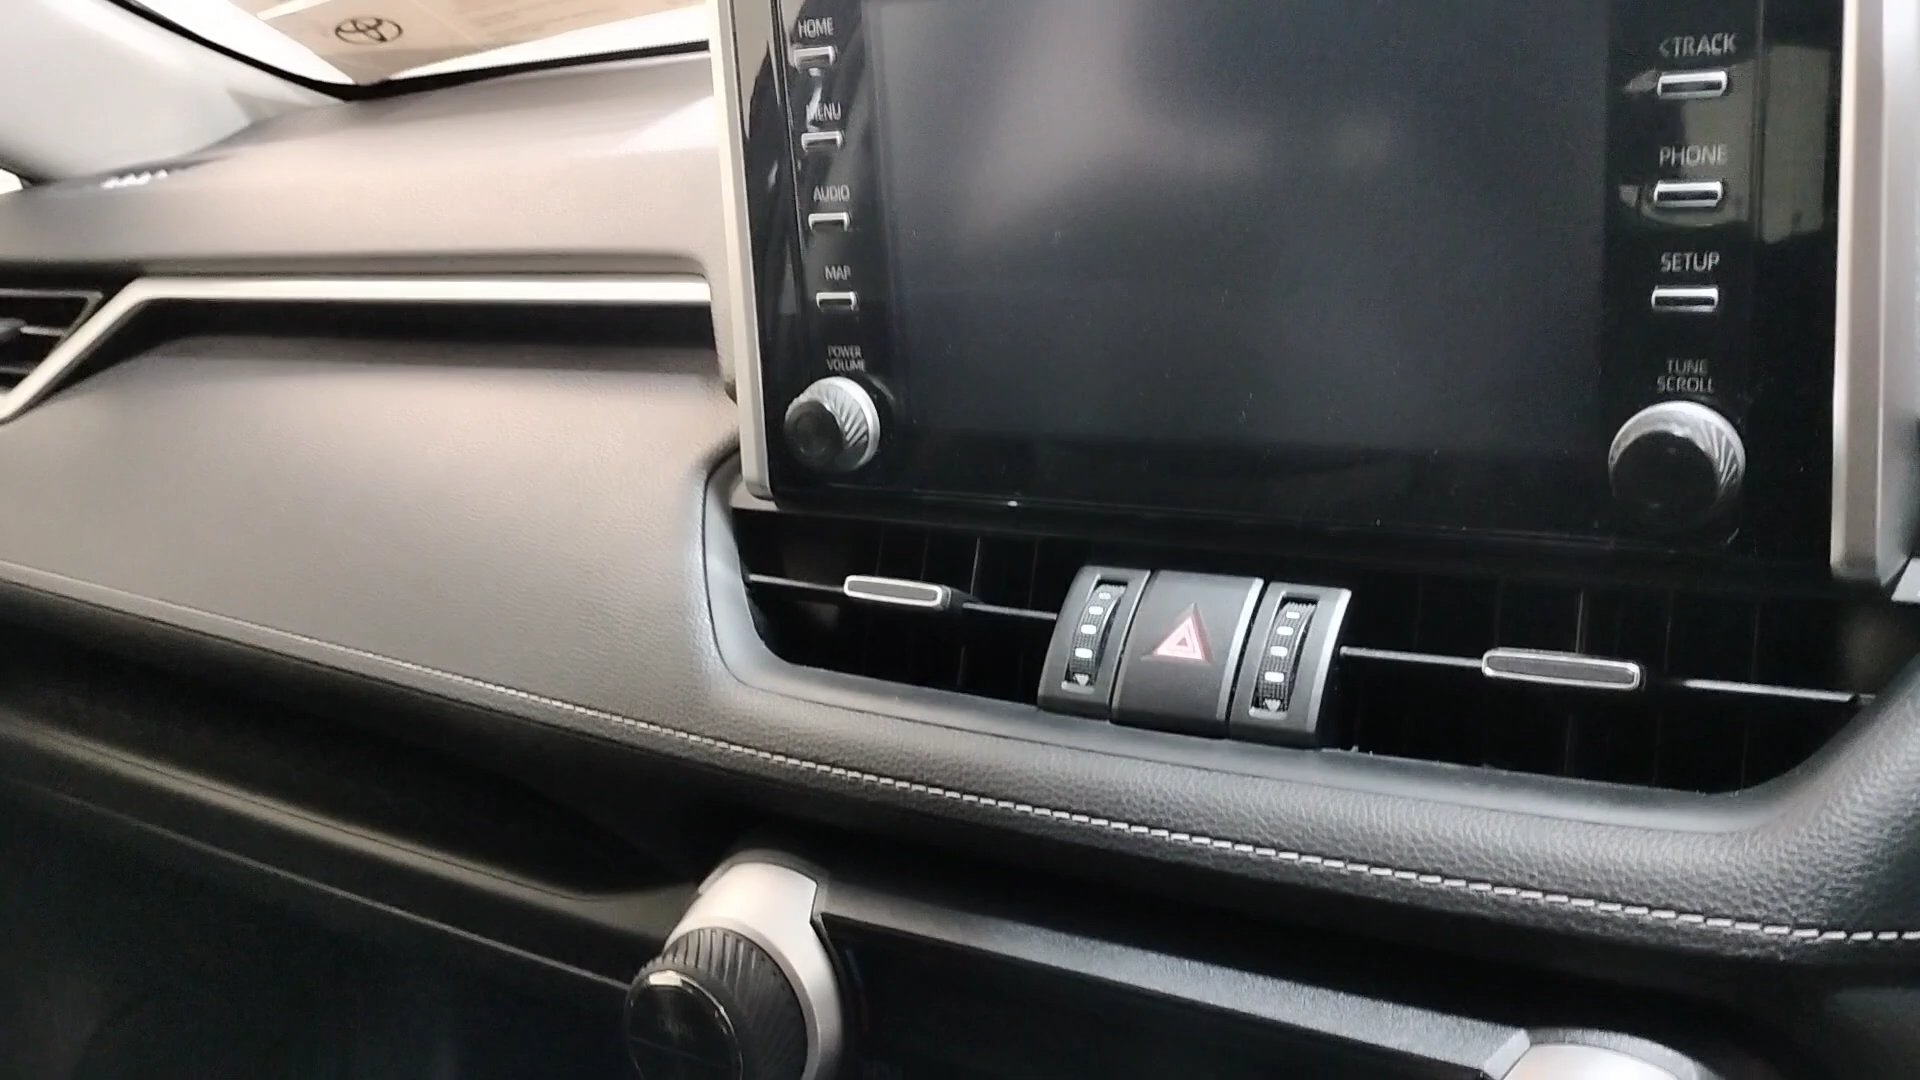 HOME
MENU
AUDIO
MAP
POWER
VOLUME
<TRACK
PHONE
SETUP
TUNE
SCROLL